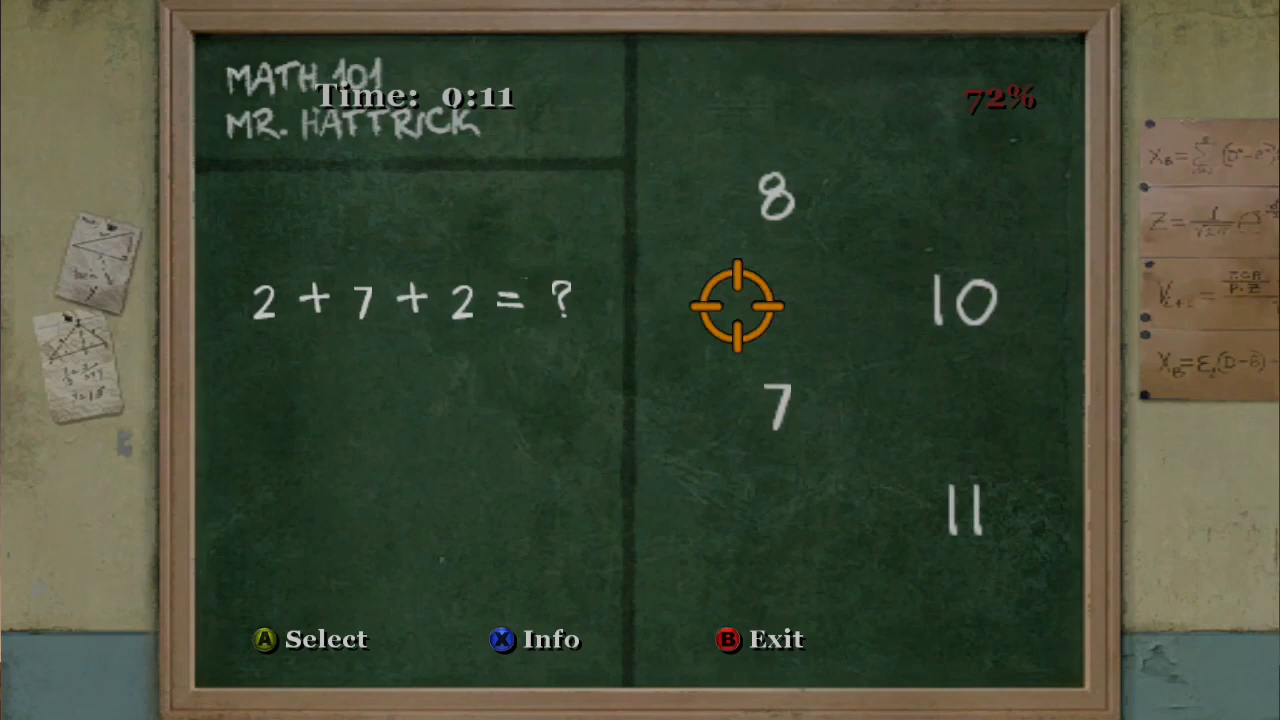 MATH 101
Time: 0:11
72%
MR. HATTRICK
8
2 + 7 + 2 = ?
10
7
11
A Select
X Info
B Exit